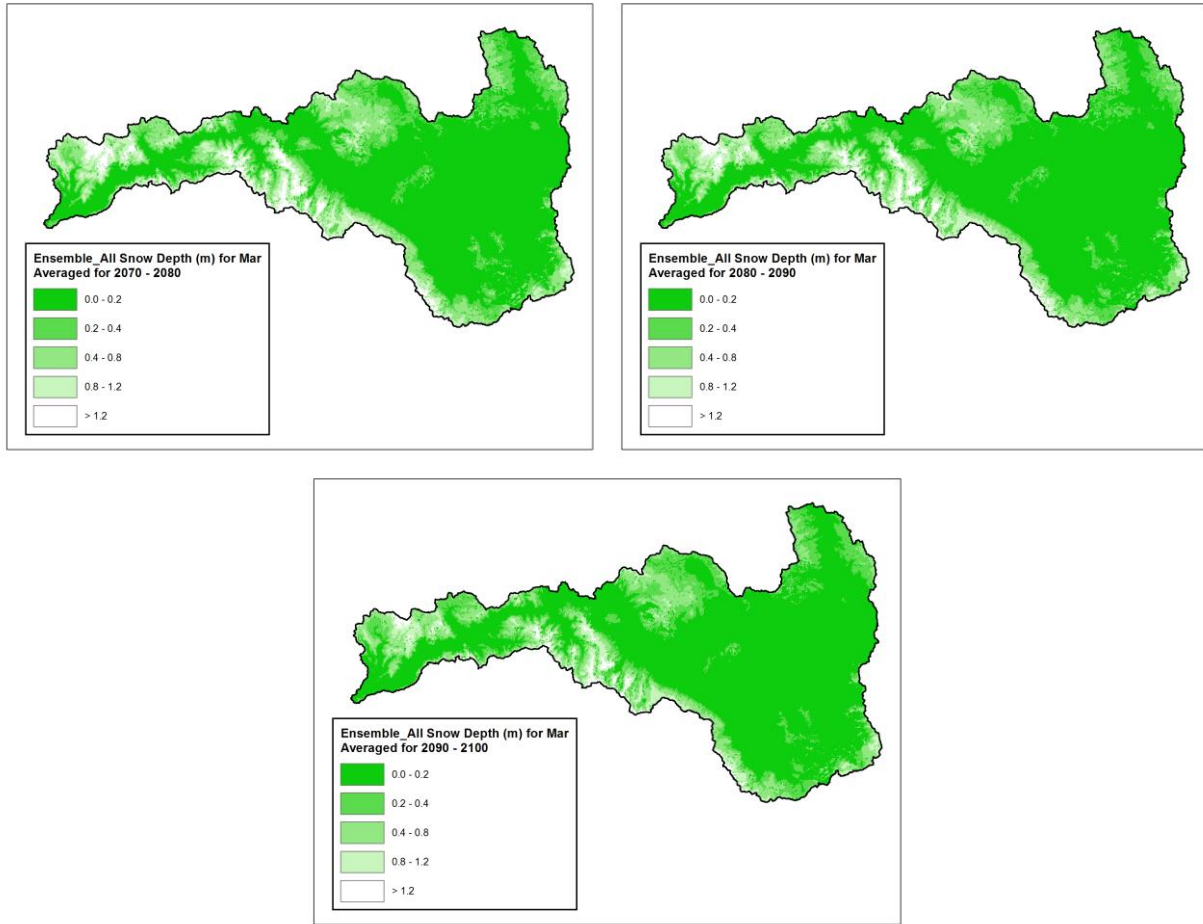 Ensemble_All Snow Depth (m) for Mar
Averaged for 2070 - 2080
0.0 - 0.2
0.2 - 0.4
0.4 - 0.8
0.8 - 1.2
> 1.2
Ensemble_All Snow Depth (m) for Mar
Averaged for 2080 - 2090
0.0 - 0.2
0.2 - 0.4
0.4 - 0.8
0.8 - 1.2
> 1.2
Ensemble_All Snow Depth (m) for Mar
Averaged for 2090 - 2100
0.0 - 0.2
0.2 - 0.4
0.4 - 0.8
0.8 - 1.2
> 1.2